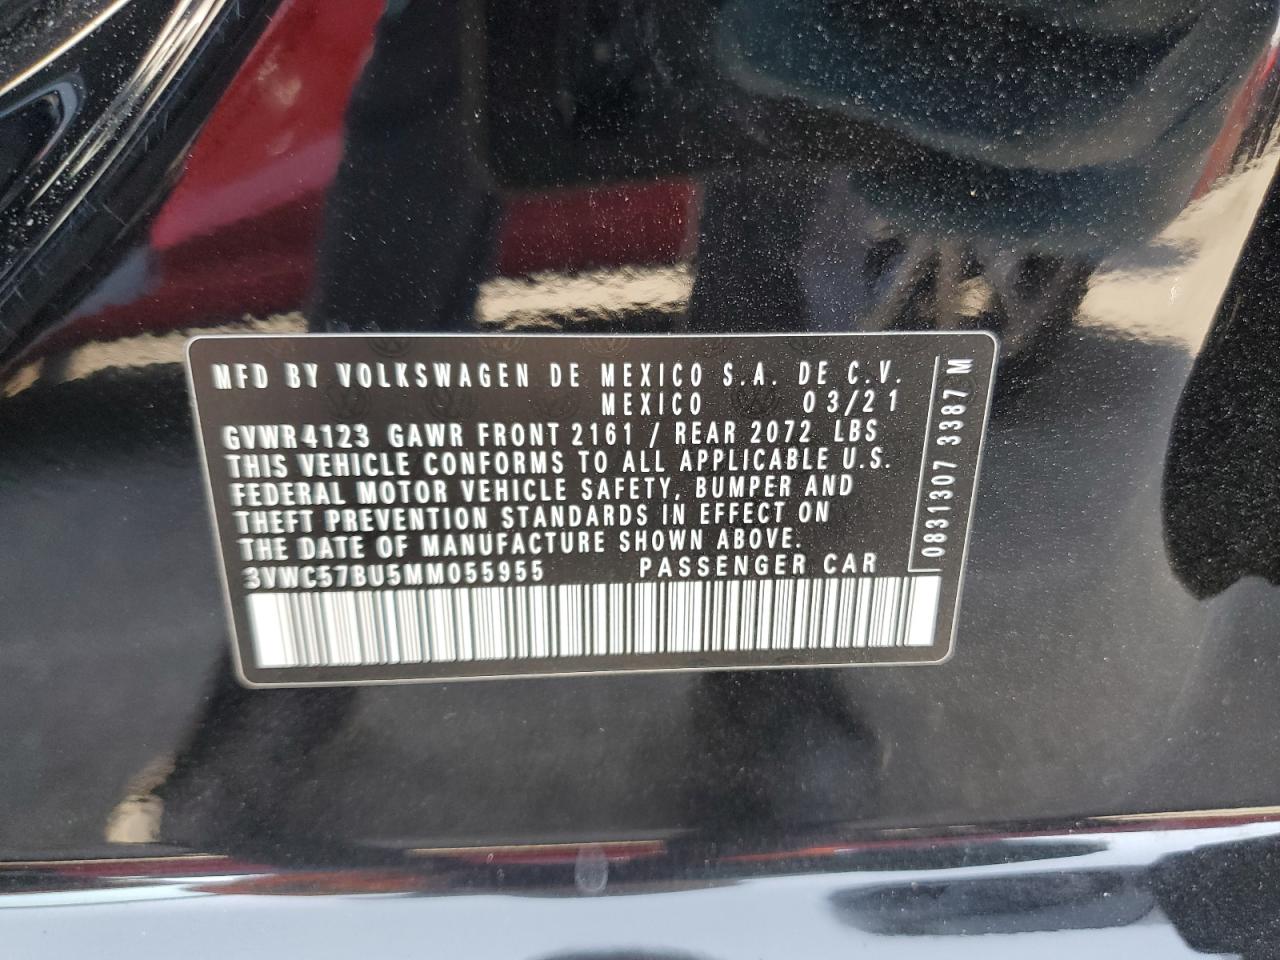 MFD BY VOLKSWAGEN DE MEXICO S.A. DE C.V.
MEXICO 03/21
GVWR4123 GAWR FRONT 2161 / REAR 2072 LBS
THIS VEHICLE CONFORMS TO ALL APPLICABLE U.S.
FEDERAL MOTOR VEHICLE SAFETY, BUMPER AND
THEFT PREVENTION STANDARDS IN EFFECT ON
THE DATE OF MANUFACTURE SHOWN ABOVE.
3VWC57BU5MM055955 PASSENGER CAR
0831307 3387 M